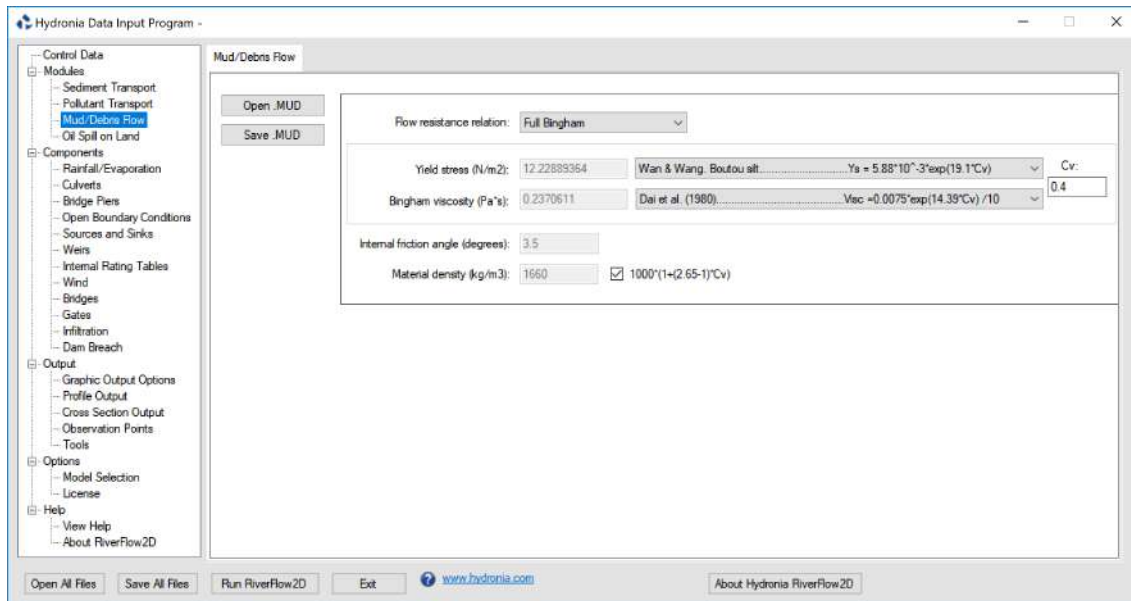 Hydronia Data Input Program -
Control Data
Modules
Sediment Transport
Pollutant Transport
Mud/Debris Flow
Oil Spill on Land
Components
Rainfall/Evaporation
Culverts
Bridge Piers
Open Boundary Conditions
Sources and Sinks
Weirs
Internal Rating Tables
Wind
Bridges
Gates
Infiltration
Dam Breach
Output
Graphic Output Options
Profile Output
Cross Section Output
Observation Points
Tools
Options
Model Selection
License
Help
View Help
About RiverFlow2D
Mud/Debris Flow
Open .MUD
Save .MUD
Flow resistance relation: Full Bingham
Yield stress (N/m2): 12.22889364 Wan & Wang. Boutou silt..............................Ys = 5.88*10^-3*exp(19.1*Cv) Cv:
Bingham viscosity (Pa*s): 0.2370611 Dai et al. (1980)...........................................Visc =0.0075*exp(14.39*Cv) /10 0.4
Internal friction angle (degrees): 3.5
Material density (kg/m3): 1660 1000*(1+(2.65-1)*Cv)
Open All Files Save All Files Run RiverFlow2D Exit www.hydronia.com About Hydronia RiverFlow2D